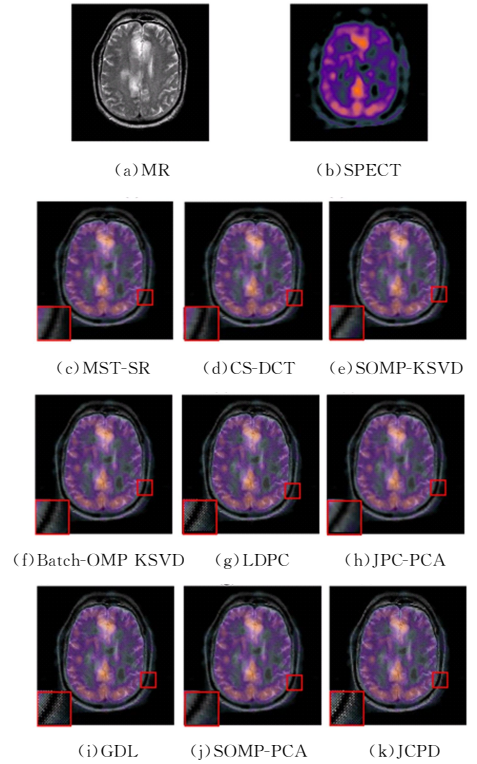 (a)MR (b)SPECT
(c)MST-SR (d)CS-DCT (e)SOMP-KSVD
(f)Batch-OMP KSVD (g)LDPC (h)JPC-PCA
(i)GDL (j)SOMP-PCA (k)JCPD